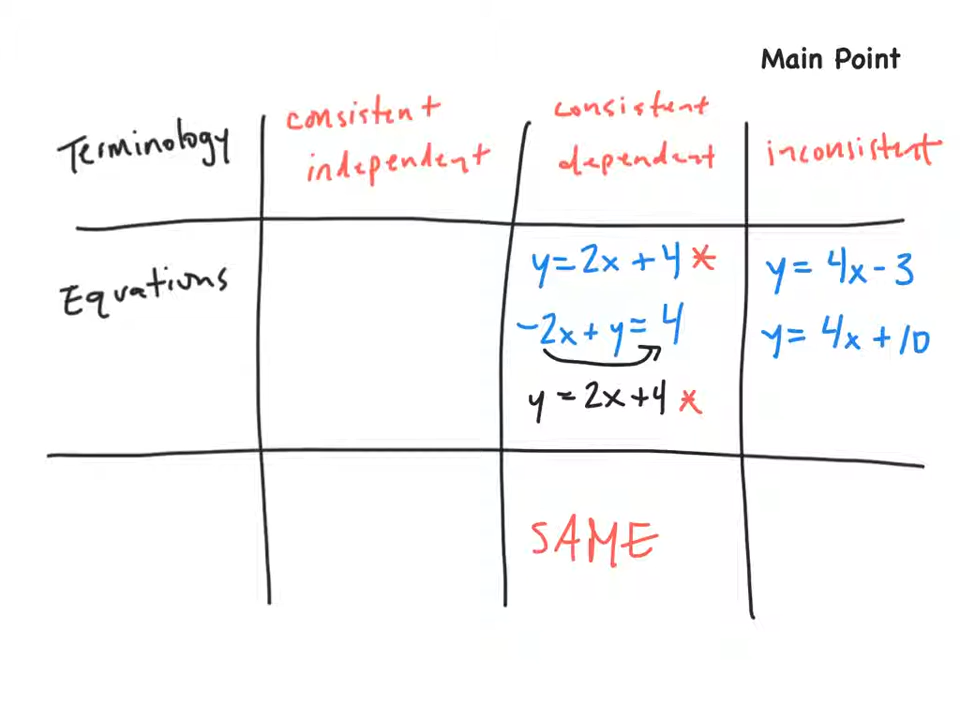 Main Point
Terminology
consistent
independent
consistent
dependent
inconsistent
Equations
y=2x+4*
-2x+y=4
y=2x+4*
y=4x-3
y=4x+10
SAME